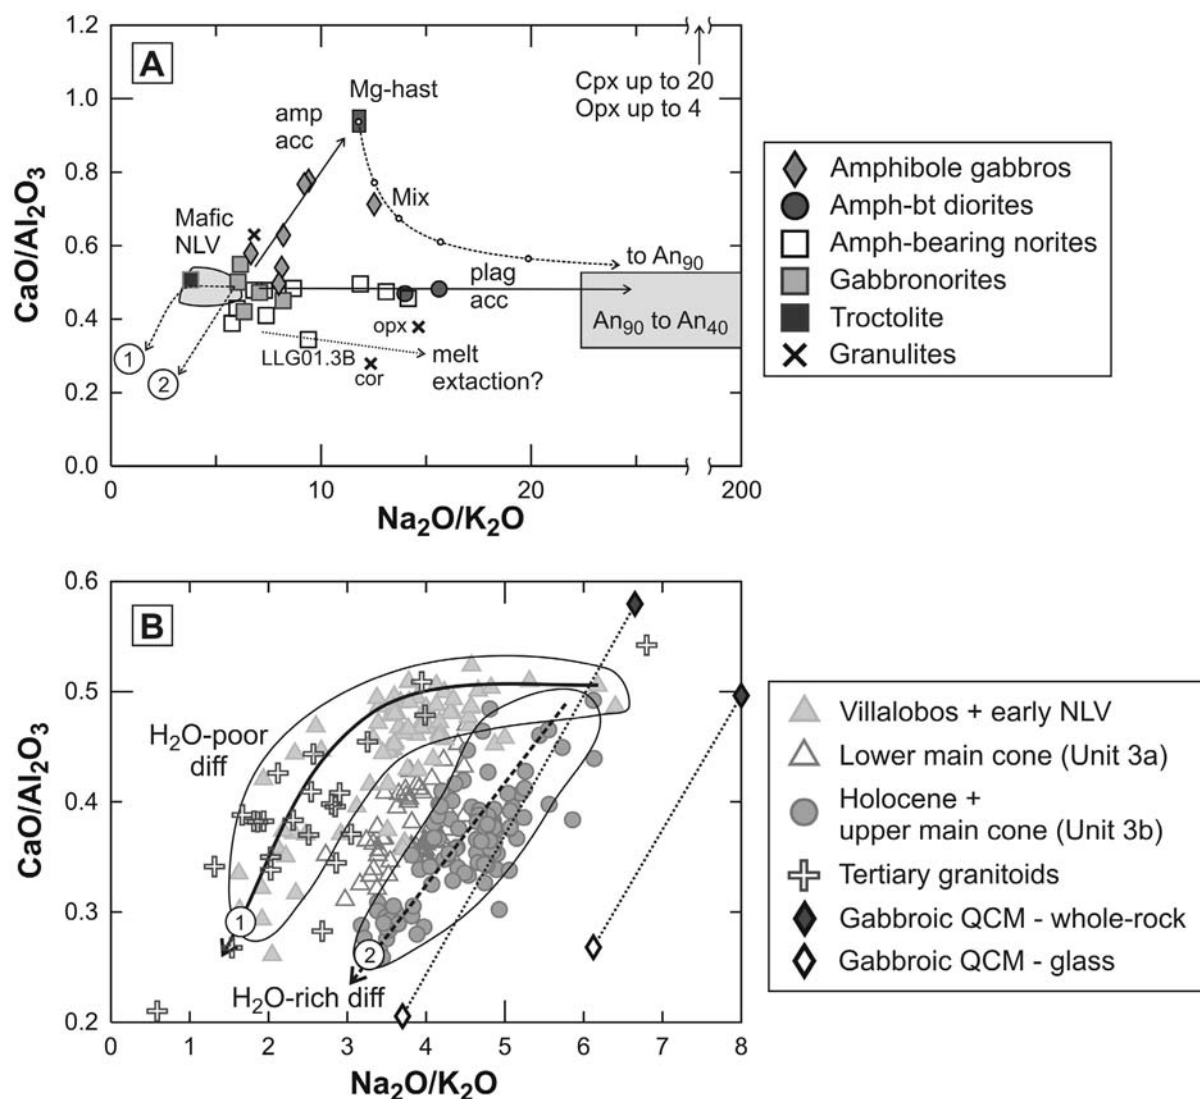 1.2
A
Cpx up to 20
Opx up to 4
1.0
Mg-hast
amp
acc
0.8
Mix
Mafic
NLV
0.6
to An90
plag
acc
0.4
An90 to An40
opx
1
LLG01.3B
melt
extaction?
2
cor
0.2
0.0
CaO/Al2O3
0 10 20 200
Na2O/K2O
Amphibole gabbros
Amph-bt diorites
Amph-bearing norites
Gabbronorites
Troctolite
Granulites
0.6
B
0.5
H2O-poor
diff
0.4
0.3
1
2
H2O-rich diff
0.2
CaO/Al2O3
0 1 2 3 4 5 6 7 8
Na2O/K2O
Villalobos + early NLV
Lower main cone (Unit 3a)
Holocene +
upper main cone (Unit 3b)
Tertiary granitoids
Gabbroic QCM - whole-rock
Gabbroic QCM - glass